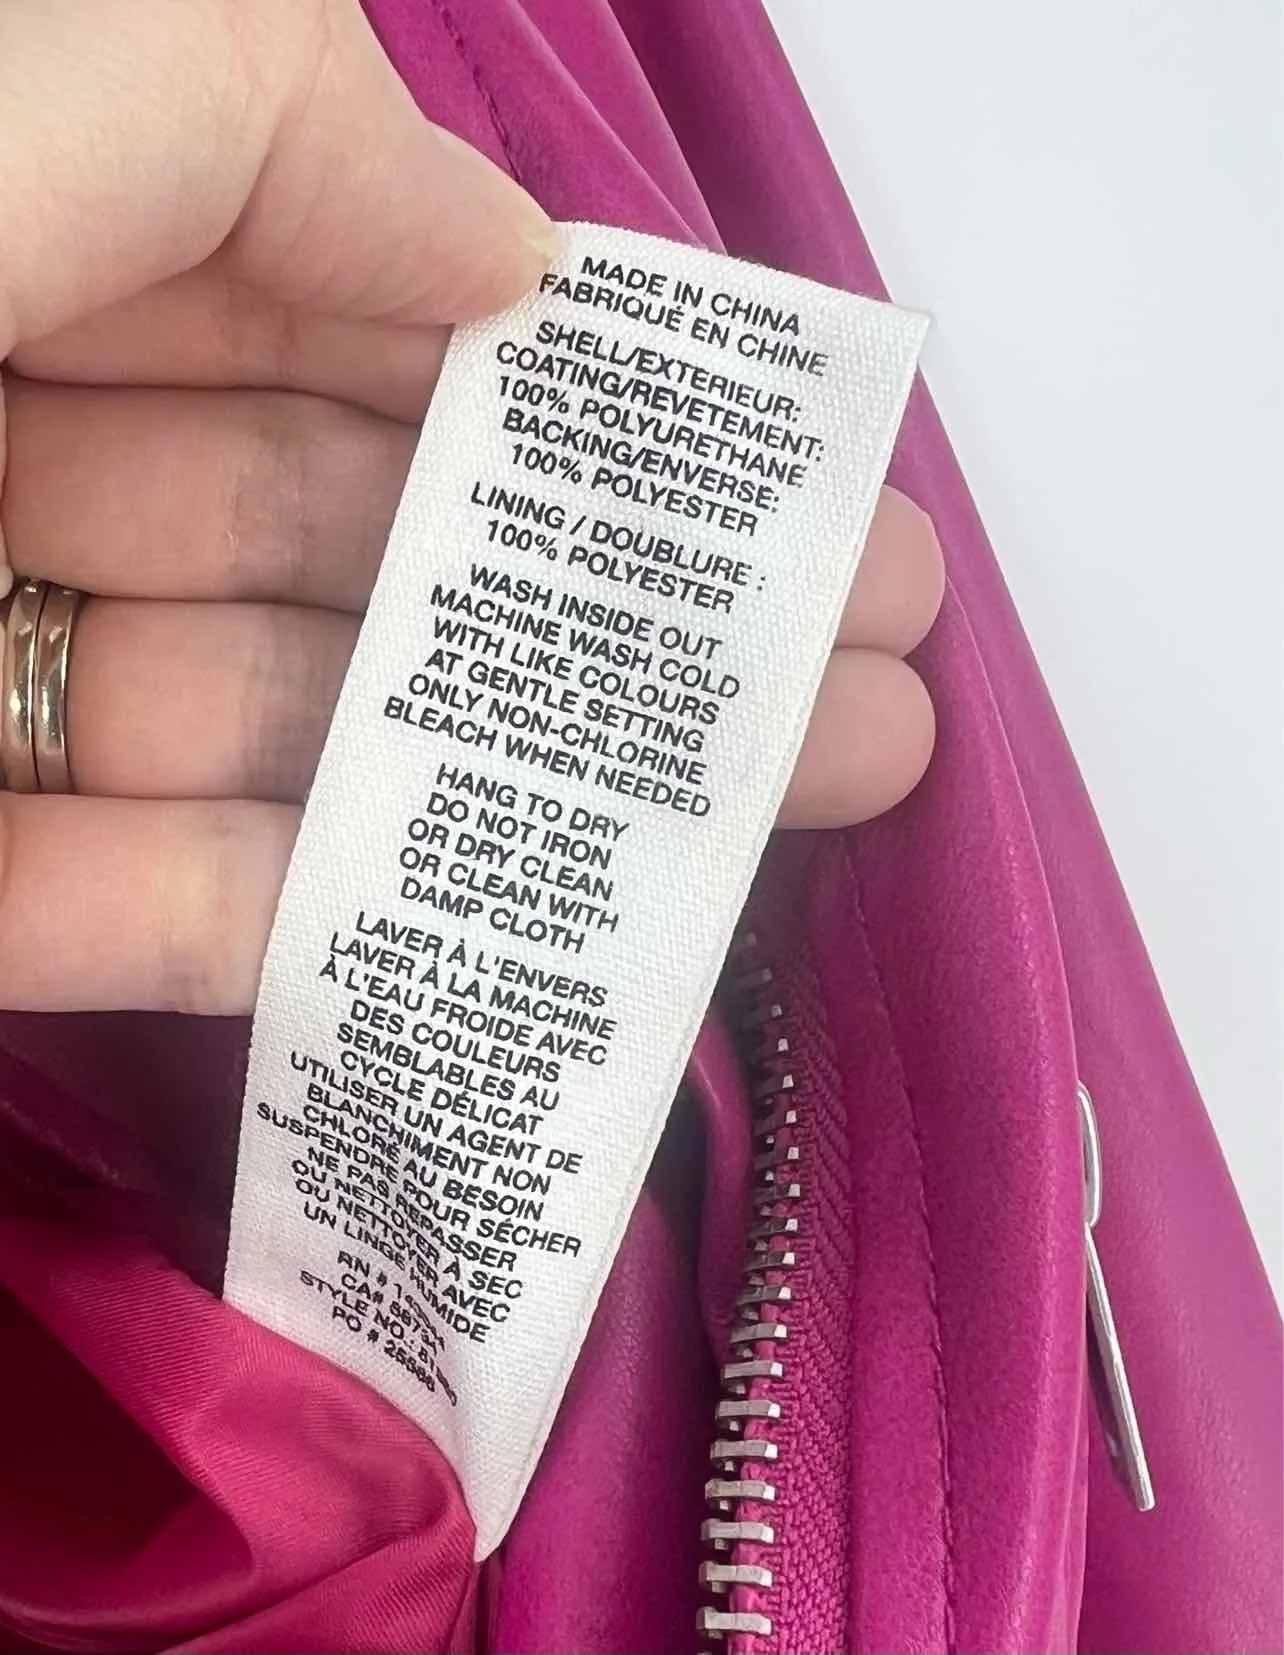 MADE IN CHINA
FABRIQUÉ EN CHINE
SHELL/EXTERIEUR:
COATING/REVETEMENT:
100% POLYURETHANE
BACKING/ENVERSE:
100% POLYESTER
LINING / DOUBLURE :
100% POLYESTER
WASH INSIDE OUT
MACHINE WASH COLD
WITH LIKE COLOURS
AT GENTLE SETTING
ONLY NON-CHLORINE
BLEACH WHEN NEEDED
HANG TO DRY
DO NOT IRON
OR DRY CLEAN
OR CLEAN WITH
DAMP CLOTH
LAVER À L'ENVERS
LAVER À LA MACHINE
À L'EAU FROIDE AVEC
DES COULEURS
SEMBLABLES AU
CYCLE DÉLICAT
UTILISER UN AGENT DE
BLANCHIMENT NON
CHLORÉ AU BESOIN
SUSPENDRE POUR SÉCHER
NE PAS REPASSER
OU NETTOYER À SEC
OU NETTOYER AVEC
UN LINGE HUMIDE
RN #
CA#
STYLE NO.:
PO #